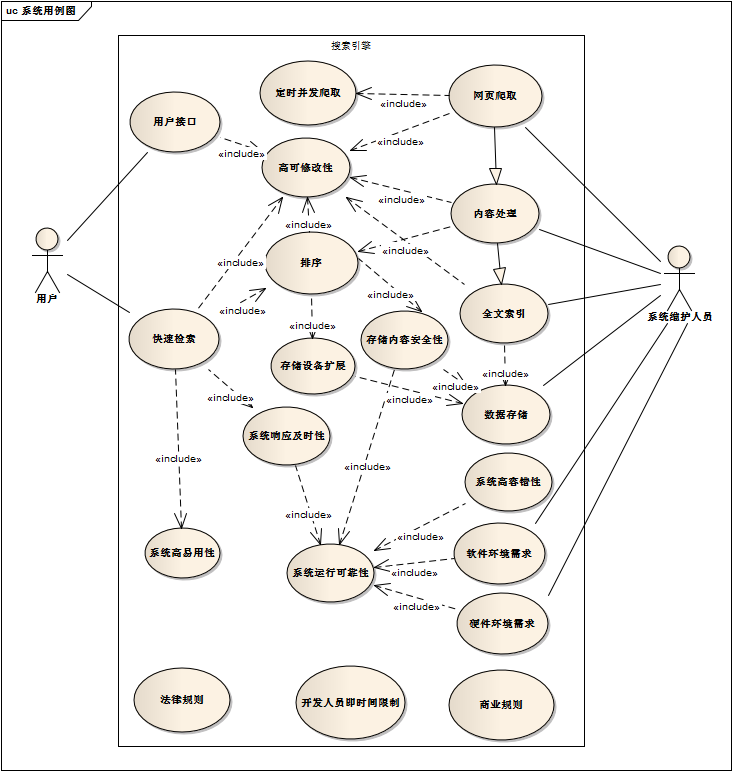 uc 系统用例图
搜索引擎
定时并发爬取
网页爬取
«include»
用户接口
«include»
«include»
高可修改性
«include»
内容处理
«include»
«include»
«include»
排序
«include»
用户
系统维护人员
«include»
«include»
全文索引
«include»
快速检索
存储内容安全性
存储设备扩展
«include»
«include»
«include»
«include»
数据存储
系统响应及时性
«include»
«include»
系统高容错性
«include»
«include»
系统高易用性
软件环境需求
系统运行可靠性
«include»
«include»
硬件环境需求
法律规则
开发人员即时间限制
商业规则